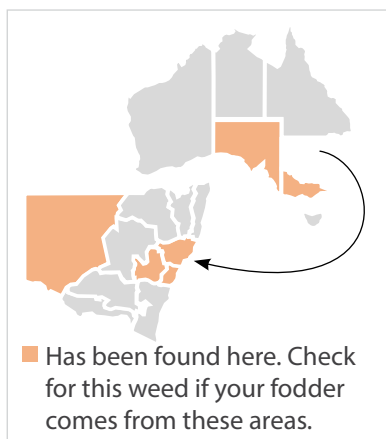 Has been found here. Check
for this weed if your fodder
comes from these areas.